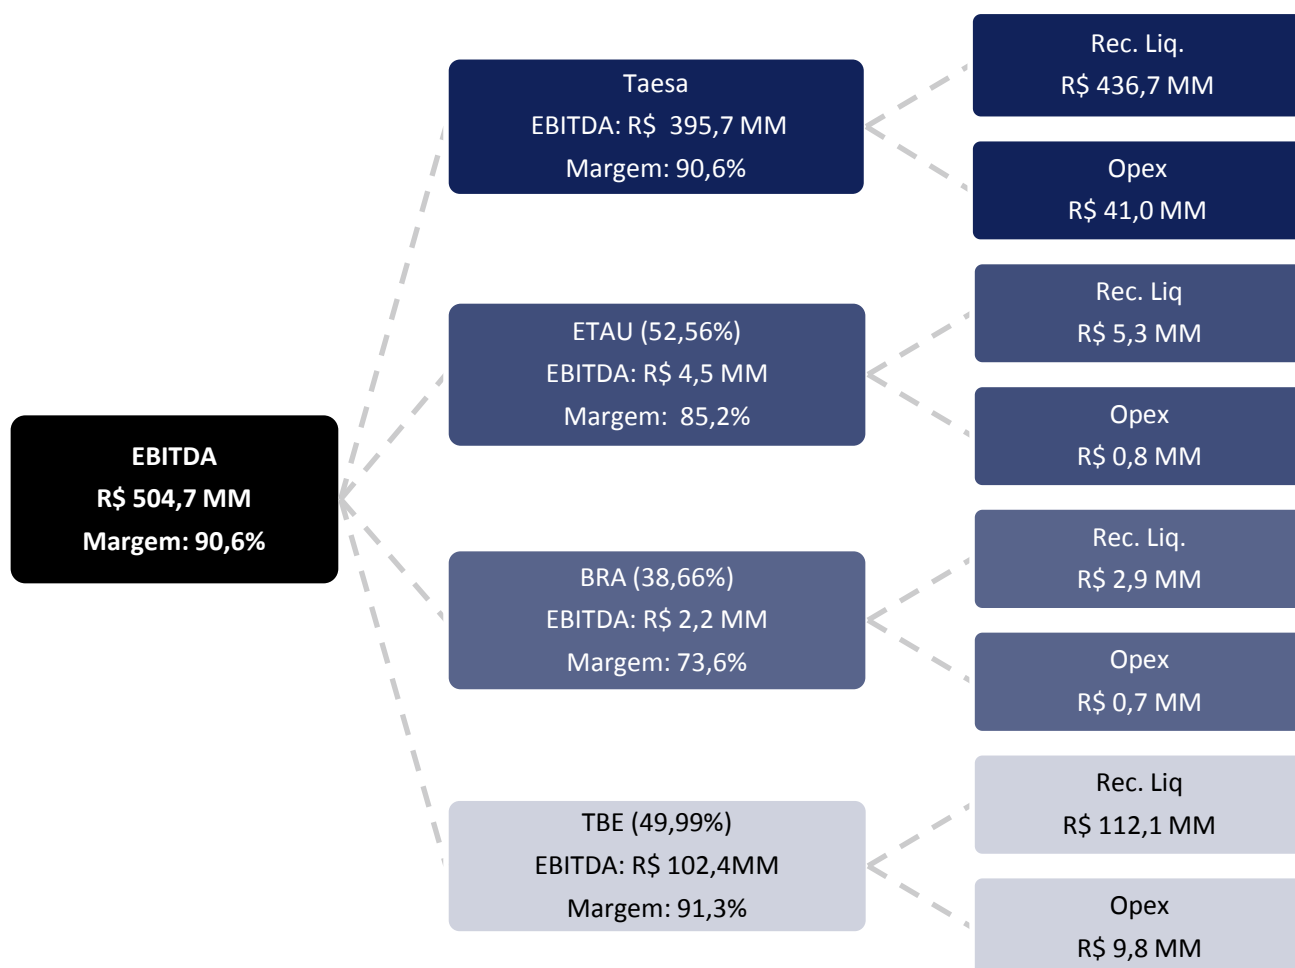 EBITDA
R$ 504,7 MM
Margem: 90,6%
Taesa
EBITDA: R$  395,7 MM
Margem: 90,6%
Rec. Liq.
R$ 436,7 MM
Opex
R$ 41,0 MM
ETAU (52,56%)
EBITDA: R$ 4,5 MM
Margem:  85,2%
Rec. Liq
R$ 5,3 MM
Opex
R$ 0,8 MM
BRA (38,66%)
EBITDA: R$ 2,2 MM
Margem: 73,6%
Rec. Liq.
R$ 2,9 MM
Opex
R$ 0,7 MM
TBE (49,99%)
EBITDA: R$ 102,4MM
Margem: 91,3%
Rec. Liq
R$ 112,1 MM
Opex
R$ 9,8 MM